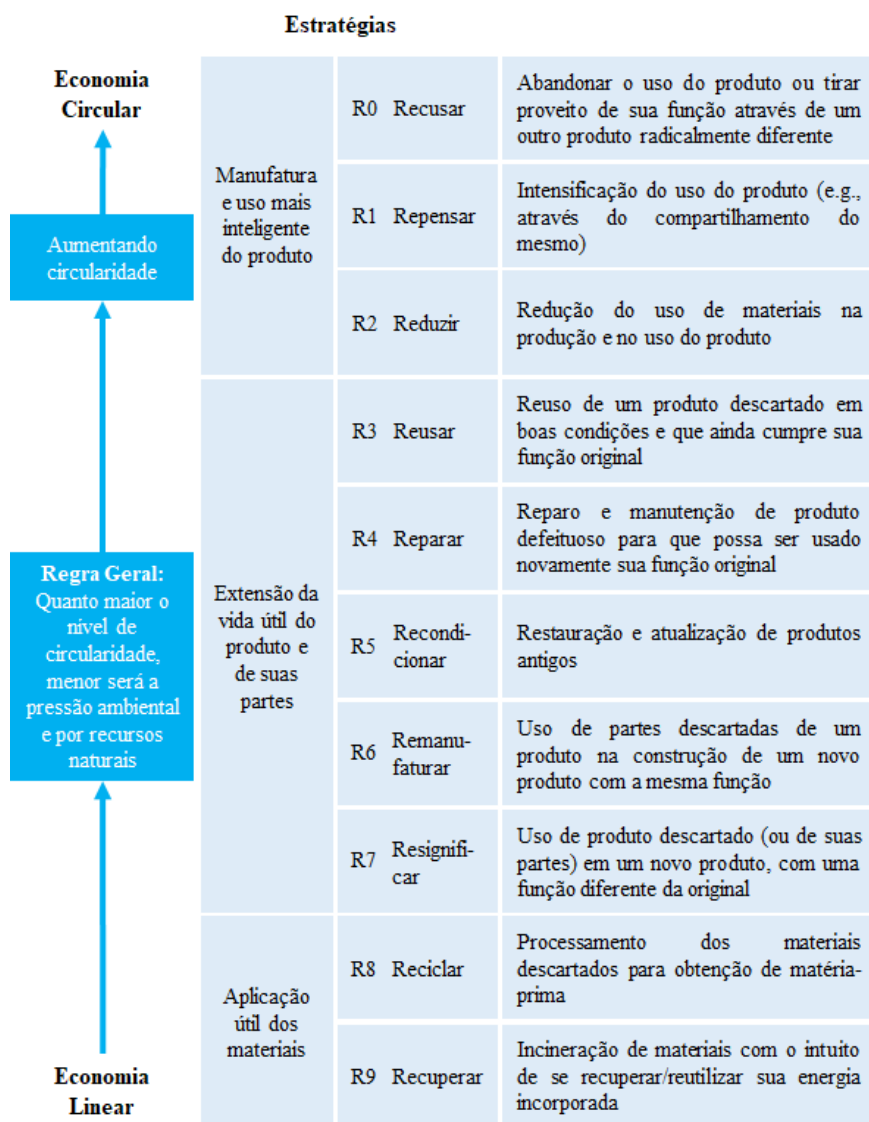 Estratégias
Economia
Circular
Aumentando
circularidade
Regra Geral:
Quanto maior o
nível de
circularidade,
menor será a
pressão ambiental
e por recursos
naturais
Economia
Linear
Manufatura
e uso mais
inteligente
do produto
R0 Recusar
Abandonar o uso do produto ou tirar
proveito de sua função através de um
outro produto radicalmente diferente
R1 Repensar
Intensificação do uso do produto (e.g.,
através do compartilhamento do
mesmo)
R2 Reduzir
Redução do uso de materiais na
produção e no uso do produto
Extensão da
vida útil do
produto e
de suas
partes
R3 Reusar
Reuso de um produto descartado em
boas condições e que ainda cumpre sua
função original
R4 Reparar
Reparo e manutenção de produto
defeituoso para que possa ser usado
novamente sua função original
R5 Recondi-
cionar
Restauração e atualização de produtos
antigos
R6 Remanu-
faturar
Uso de partes descartadas de um
produto na construção de um novo
produto com a mesma função
R7 Resignifi-
car
Uso de produto descartado (ou de suas
partes) em um novo produto, com uma
função diferente da original
Aplicação
útil dos
materiais
R8 Reciclar
Processamento dos materiais
descartados para obtenção de matéria-
prima
R9 Recuperar
Incineração de materiais com o intuito
de se recuperar/reutilizar sua energia
incorporada